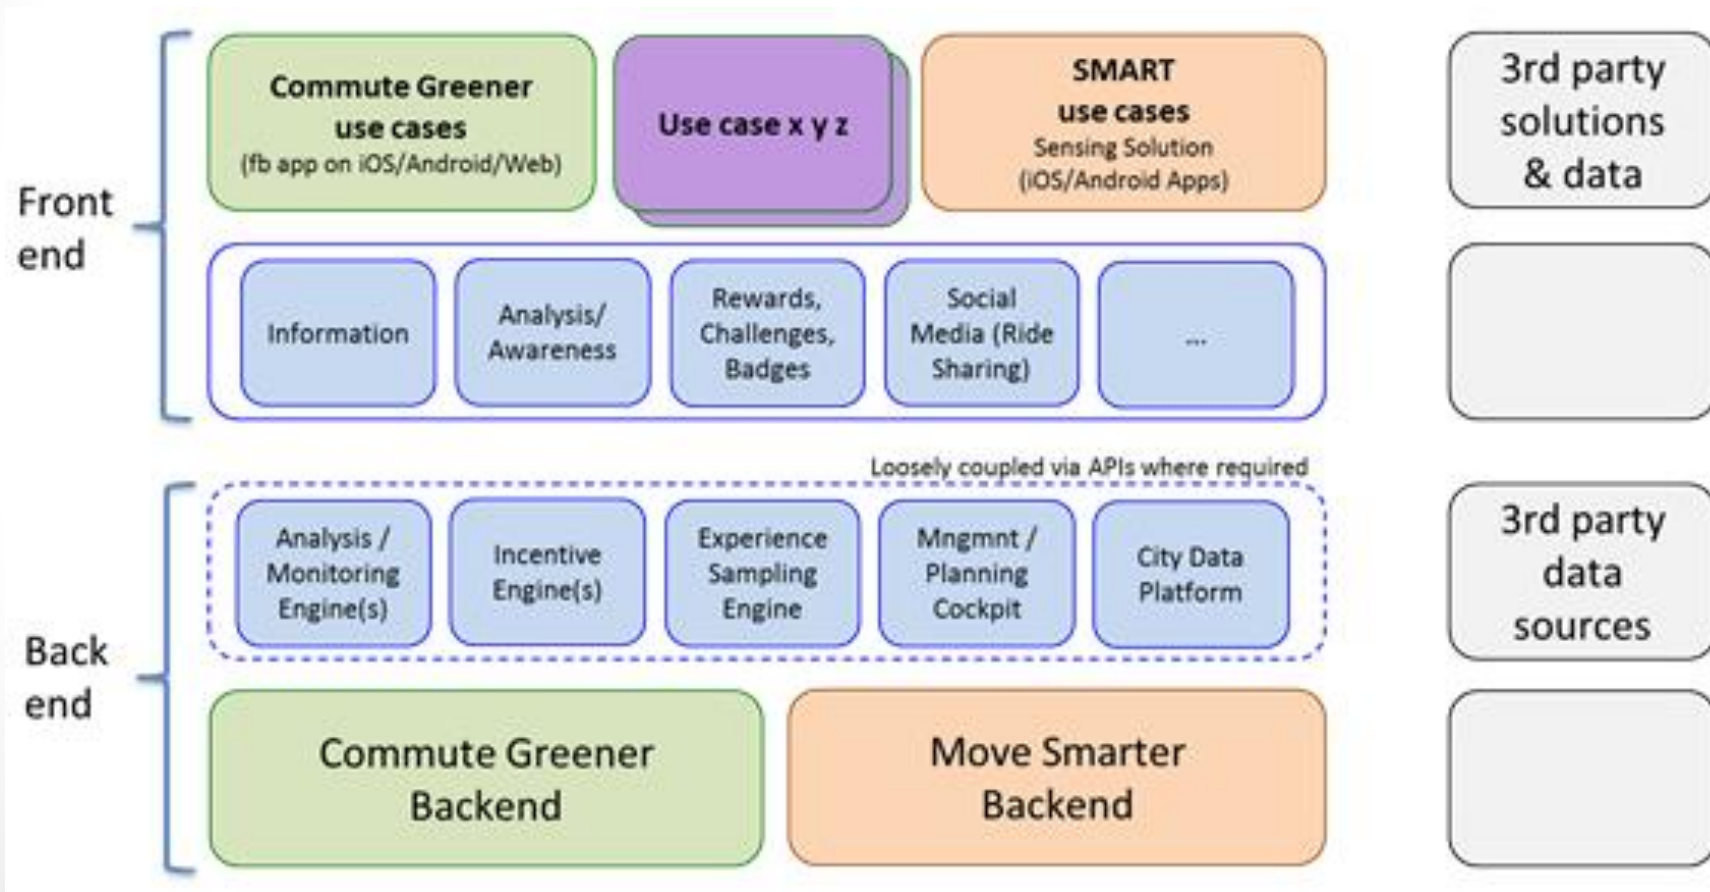 Commute Greener
use cases
(fb app on iOS/Android/Web)
Use case x y z
SMART
use cases
Sensing Solution
(iOS/Android Apps)
3rd party
solutions
& data
Front
end
Information
Analysis/
Awareness
Rewards,
Challenges,
Badges
Social
Media (Ride
Sharing)
...
Loosely coupled via APIs where required
Analysis /
Monitoring
Engine(s)
Incentive
Engine(s)
Experience
Sampling
Engine
Mngmnt /
Planning
Cockpit
City Data
Platform
3rd party
data
sources
Back
end
Commute Greener
Backend
Move Smarter
Backend